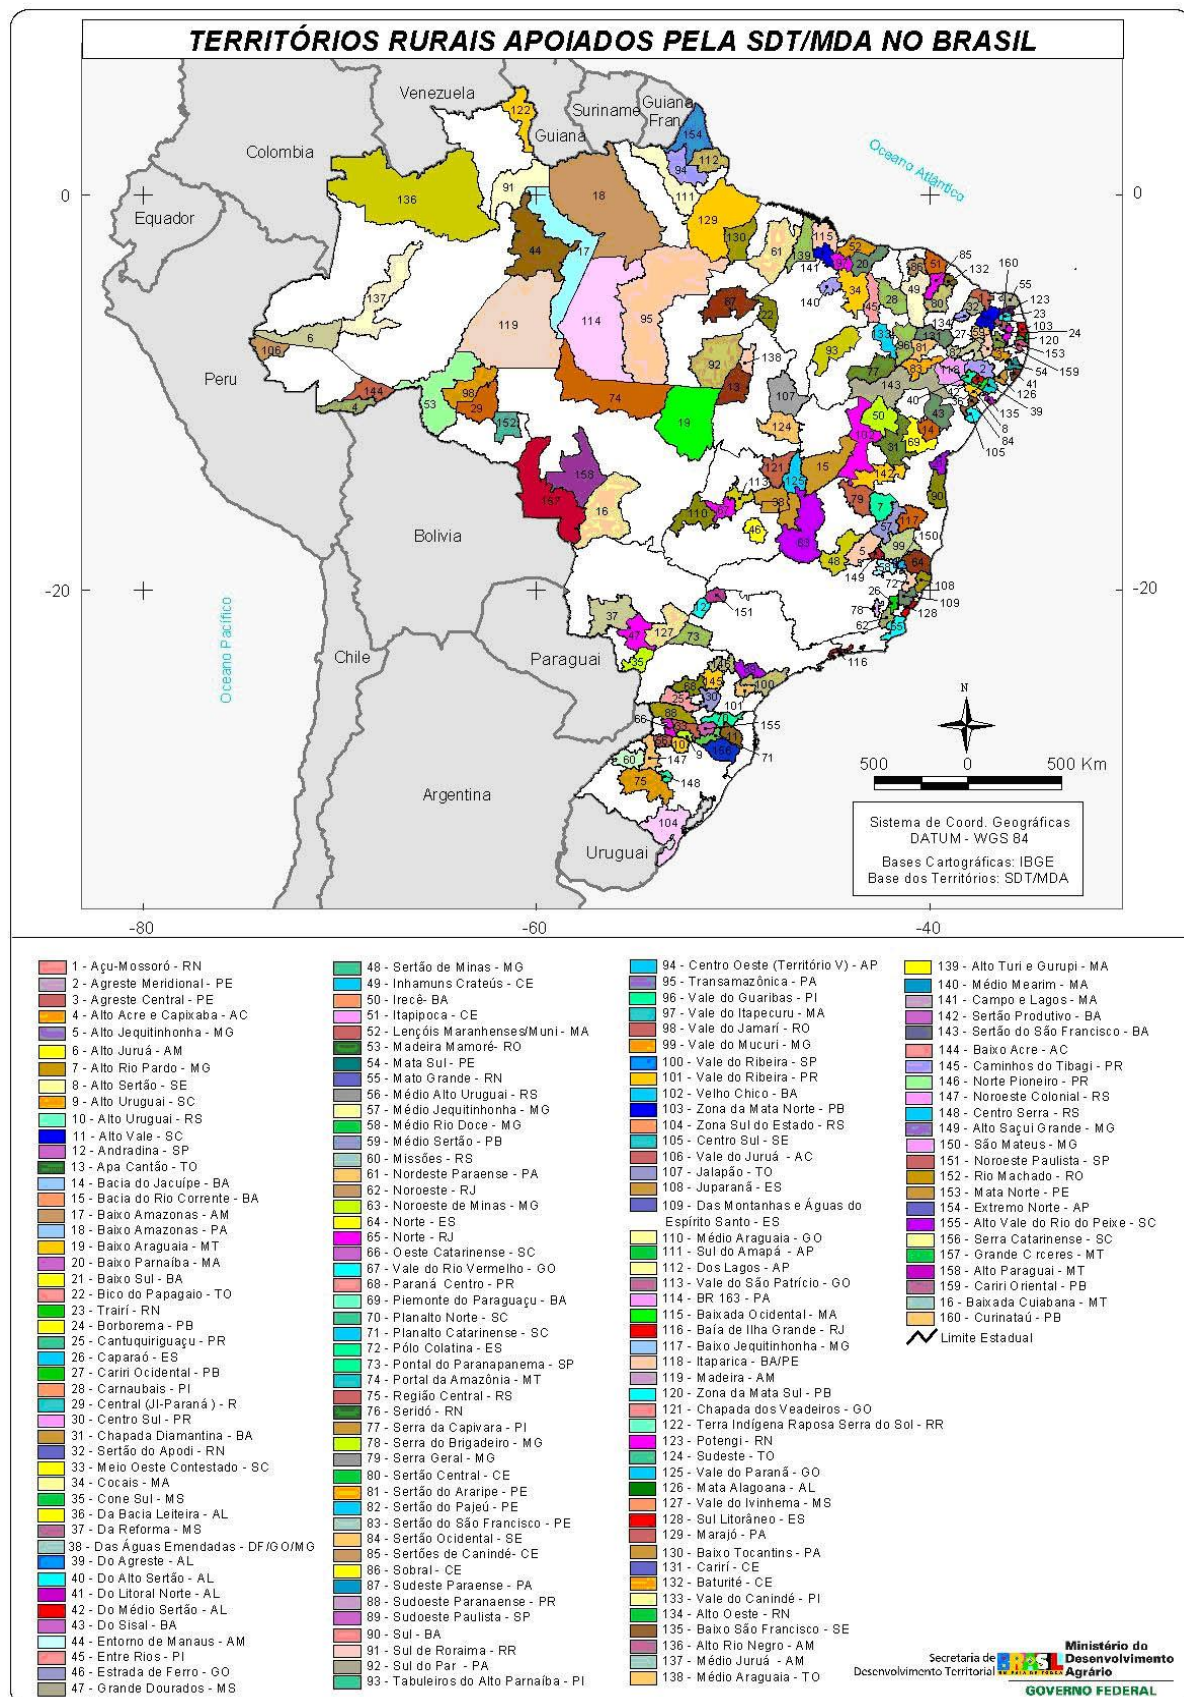 TERRITÓRIOS RURAIS APOIADOS PELA SDT/MDA NO BRASIL
Venezuela
Suriname
Guiana
Fran
Guiana
Colombia
Equador
Peru
Bolivia
Chile
Paraguai
Argentina
Uruguai
Oceano Atlântico
Oceano Pacífico
0
0
-20
-20
-80
-60
-40
N
500 0 500 Km
Sistema de Coord. Geográficas
DATUM - WGS 84
Bases Cartográficas: IBGE
Base dos Territórios: SDT/MDA
1 - Açu-Mossoró - RN
2 - Agreste Meridional - PE
3 - Agreste Central - PE
4 - Alto Acre e Capixaba - AC
5 - Alto Jequitinhonha - MG
6 - Alto Juruá - AM
7 - Alto Rio Pardo - MG
8 - Alto Sertão - SE
9 - Alto Uruguai - SC
10 - Alto Uruguai - RS
11 - Alto Vale - SC
12 - Andradina - SP
13 - Apa Cantão - TO
14 - Bacia do Jacuípe - BA
15 - Bacia do Rio Corrente - BA
17 - Baixo Amazonas - AM
18 - Baixo Amazonas - PA
19 - Baixo Araguaia - MT
20 - Baixo Parnaíba - MA
21 - Baixo Sul - BA
22 - Bico do Papagaio - TO
23 - Trairí - RN
24 - Borborema - PB
25 - Cantuquiriguaçu - PR
26 - Caparaó - ES
27 - Cariri Ocidental - PB
28 - Carnaubais - PI
29 - Central (JI-Paraná ) - R
30 - Centro Sul - PR
31 - Chapada Diamantina - BA
32 - Sertão do Apodi - RN
33 - Meio Oeste Contestado - SC
34 - Cocais - MA
35 - Cone Sul - MS
36 - Da Bacia Leiteira - AL
37 - Da Reforma - MS
38 - Das Águas Emendadas - DF/GO/MG
39 - Do Agreste - AL
40 - Do Alto Sertão - AL
41 - Do Litoral Norte - AL
42 - Do Médio Sertão - AL
43 - Do Sisal - BA
44 - Entorno de Manaus - AM
45 - Entre Rios - PI
46 - Estrada de Ferro - GO
47 - Grande Dourados - MS
48 - Sertão de Minas - MG
49 - Inhamuns Crateús - CE
50 - Irecê- BA
51 - Itapipoca - CE
52 - Lençóis Maranhenses/Muni - MA
53 - Madeira Mamoré- RO
54 - Mata Sul - PE
55 - Mato Grande - RN
56 - Médio Alto Uruguai - RS
57 - Médio Jequitinhonha - MG
58 - Médio Rio Doce - MG
59 - Médio Sertão - PB
60 - Missões - RS
61 - Nordeste Paraense - PA
62 - Noroeste - RJ
63 - Noroeste de Minas - MG
64 - Norte - ES
65 - Norte - RJ
66 - Oeste Catarinense - SC
67 - Vale do Rio Vermelho - GO
68 - Paraná Centro - PR
69 - Piemonte do Paraguaçu - BA
70 - Planalto Norte - SC
71 - Planalto Catarinense - SC
72 - Pólo Colatina - ES
73 - Pontal do Paranapanema - SP
74 - Portal da Amazônia - MT
75 - Região Central - RS
76 - Seridó - RN
77 - Serra da Capivara - PI
78 - Serra do Brigadeiro - MG
79 - Serra Geral - MG
80 - Sertão Central - CE
81 - Sertão do Araripe - PE
82 - Sertão do Pajeú - PE
83 - Sertão do São Francisco - PE
84 - Sertão Ocidental - SE
85 - Sertões de Canindé- CE
86 - Sobral - CE
87 - Sudeste Paraense - PA
88 - Sudoeste Paranaense - PR
89 - Sudoeste Paulista - SP
90 - Sul - BA
91 - Sul de Roraima - RR
92 - Sul do Par - PA
93 - Tabuleiros do Alto Parnaíba - PI
94 - Centro Oeste (Território V) - AP
95 - Transamazônica - PA
96 - Vale do Guaribas - PI
97 - Vale do Itapecuru - MA
98 - Vale do Jamarí - RO
99 - Vale do Mucuri - MG
100 - Vale do Ribeira - SP
101 - Vale do Ribeira - PR
102 - Velho Chico - BA
103 - Zona da Mata Norte - PB
104 - Zona Sul do Estado - RS
105 - Centro Sul - SE
106 - Vale do Juruá - AC
107 - Jalapão - TO
108 - Juparanã - ES
109 - Das Montanhas e Águas do
Espírito Santo - ES
110 - Médio Araguaia - GO
111 - Sul do Amapá - AP
112 - Dos Lagos - AP
113 - Vale do São Patrício - GO
114 - BR 163 - PA
115 - Baixada Ocidental - MA
116 - Baía de Ilha Grande - RJ
117 - Baixo Jequitinhonha - MG
118 - Itaparica - BA/PE
119 - Madeira - AM
120 - Zona da Mata Sul - PB
121 - Chapada dos Veadeiros - GO
122 - Terra Indígena Raposa Serra do Sol - RR
123 - Potengi - RN
124 - Sudeste - TO
125 - Vale do Paranã - GO
126 - Mata Alagoana - AL
127 - Vale do Ivinhema - MS
128 - Sul Litorâneo - ES
129 - Marajó - PA
130 - Baixo Tocantins - PA
131 - Carirí - CE
132 - Baturité - CE
133 - Vale do Canindé - PI
134 - Alto Oeste - RN
135 - Baixo São Francisco - SE
136 - Alto Rio Negro - AM
137 - Médio Juruá - AM
138 - Médio Araguaia - TO
139 - Alto Turi e Gurupi - MA
140 - Médio Mearim - MA
141 - Campo e Lagos - MA
142 - Sertão Produtivo - BA
143 - Sertão do São Francisco - BA
144 - Baixo Acre - AC
145 - Caminhos do Tibagi - PR
146 - Norte Pioneiro - PR
147 - Noroeste Colonial - RS
148 - Centro Serra - RS
149 - Alto Saçui Grande - MG
150 - São Mateus - MG
151 - Noroeste Paulista - SP
152 - Rio Machado - RO
153 - Mata Norte - PE
154 - Extremo Norte - AP
155 - Alto Vale do Rio do Peixe - SC
156 - Serra Catarinense - SC
157 - Grande C rceres - MT
158 - Alto Paraguai - MT
159 - Cariri Oriental - PB
16 - Baixada Cuiabana - MT
160 - Curinataú - PB
Limite Estadual
Secretaria de
Desenvolvimento Territorial
BRASIL
Ministério do
Desenvolvimento
Agrário
GOVERNO FEDERAL